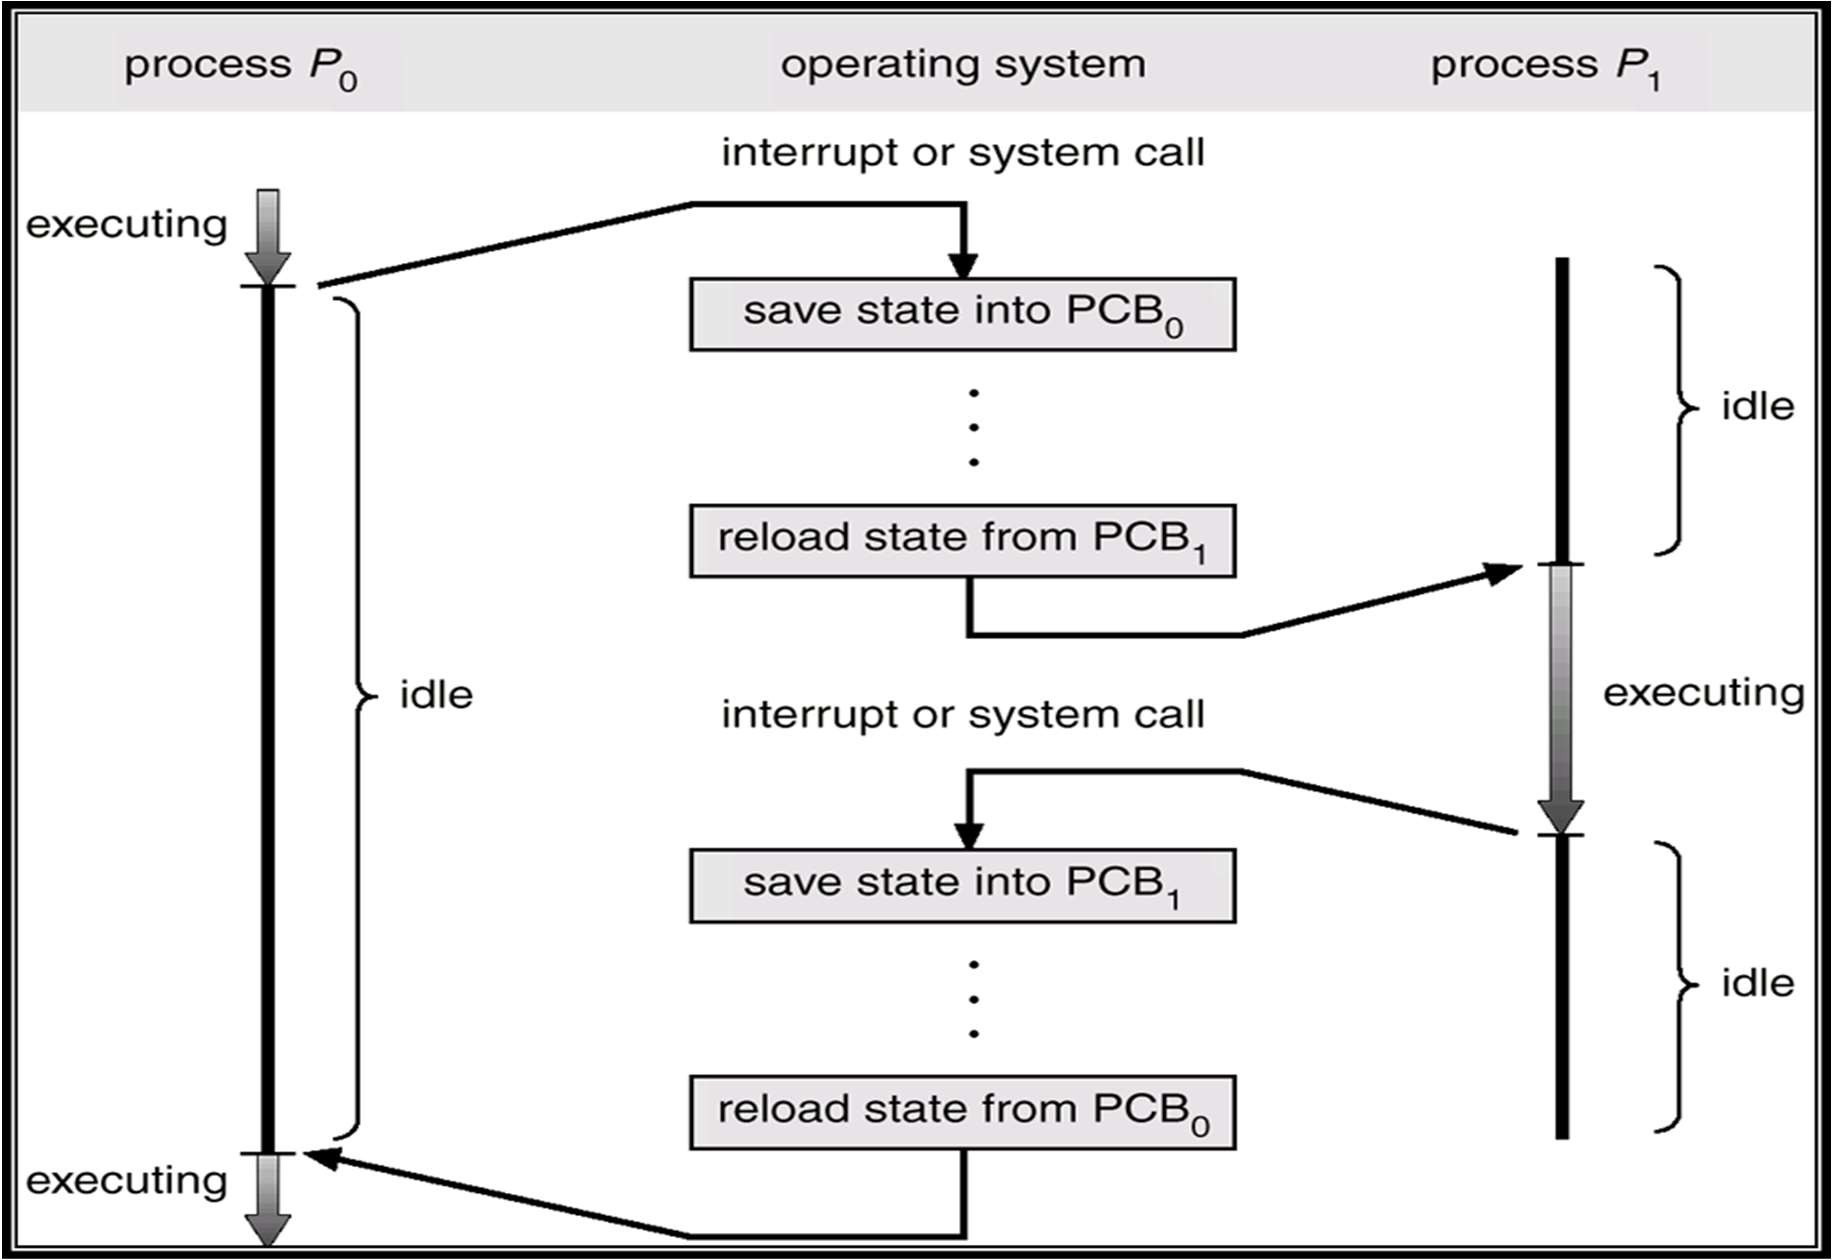 process P0
operating system
process P1
interrupt or system call
executing
save state into PCB0
idle
reload state from PCB1
idle
executing
interrupt or system call
save state into PCB1
idle
reload state from PCB0
executing